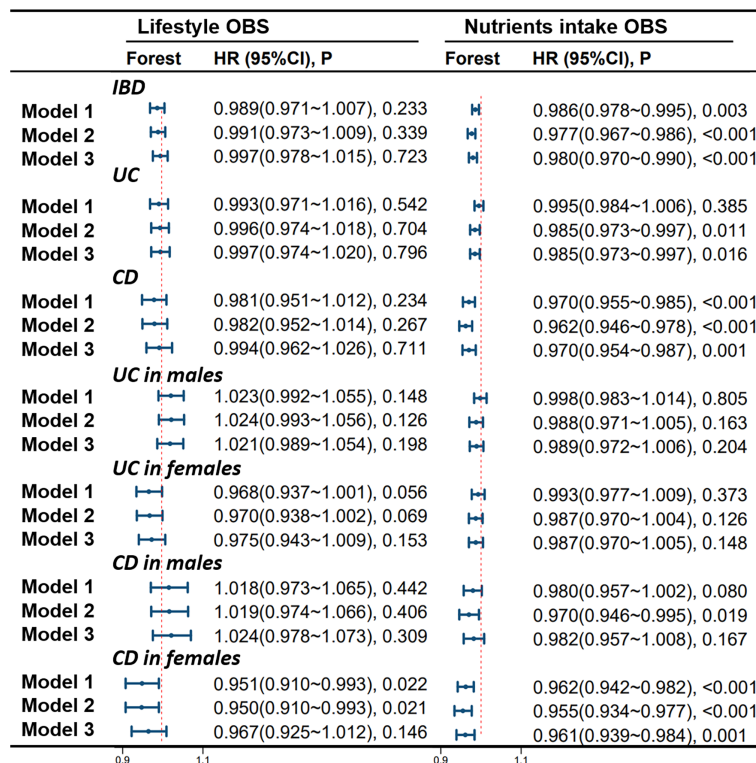 Lifestyle OBS Nutrients intake OBS
Forest HR (95%CI), P Forest HR (95%CI), P
IBD
Model 1 0.989(0.971~1.007), 0.233 0.986(0.978~0.995), 0.003
Model 2 0.991(0.973~0.009), 0.339 0.977(0.967~0.986), <0.001
Model 3 0.997(0.978~1.015), 0.723 0.980(0.970~0.990), <0.001
UC
Model 1 0.993(0.971~1.016), 0.542 0.995(0.984~1.006), 0.385
Model 2 0.996(0.974~1.018), 0.704 0.985(0.973~0.997), 0.011
Model 3 0.997(0.974~1.020), 0.796 0.985(0.973~0.997), 0.016
CD
Model 1 0.981(0.951~1.012), 0.234 0.970(0.955~0.985), <0.001
Model 2 0.982(0.952~1.014), 0.267 0.962(0.946~0.978), <0.001
Model 3 0.994(0.962~1.026), 0.711 0.970(0.954~0.987), 0.001
UC in males
Model 1 1.023(0.992~1.055), 0.148 0.998(0.983~1.014), 0.805
Model 2 1.024(0.993~1.056), 0.126 0.988(0.971~1.005), 0.163
Model 3 1.021(0.989~1.054), 0.198 0.989(0.972~1.006), 0.204
UC in females
Model 1 0.968(0.937~1.001), 0.056 0.993(0.977~1.009), 0.373
Model 2 0.970(0.938~1.002), 0.069 0.987(0.970~1.004), 0.126
Model 3 0.975(0.943~1.009), 0.153 0.987(0.970~1.005), 0.148
CD in males
Model 1 1.018(0.973~1.065), 0.442 0.980(0.957~1.002), 0.080
Model 2 1.019(0.974~1.066), 0.406 0.970(0.946~0.995), 0.019
Model 3 1.024(0.978~1.073), 0.309 0.982(0.957~1.008), 0.167
CD in females
Model 1 0.951(0.910~0.993), 0.022 0.962(0.942~0.982), <0.001
Model 2 0.950(0.910~0.993), 0.021 0.955(0.934~0.977), <0.001
Model 3 0.967(0.925~1.012), 0.146 0.961(0.939~0.984), 0.001
0.9 1.1 0.9 1.1